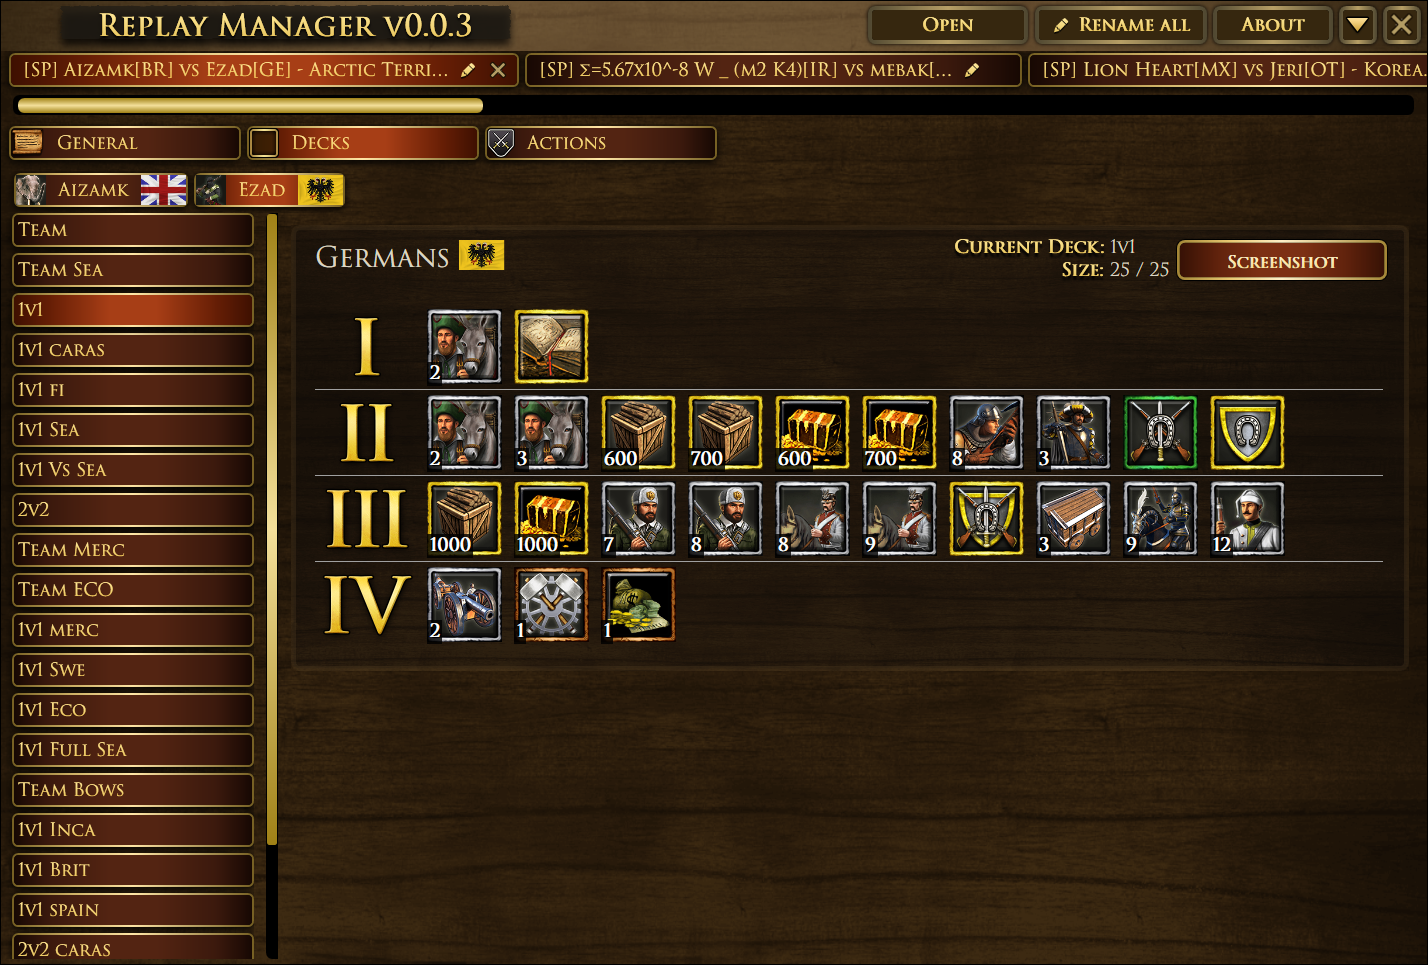 Replay Manager v0.0.3
Open
Rename all
About
[SP] Aizamk[BR] vs Ezad[GE] - Arctic Terri...
[SP] Σ=5.67x10^-8 W _ (m2 K4)[IR] vs mebak[...
[SP] Lion Heart[MX] vs Jeri[OT] - Korea.
General
Decks
Actions
Aizamk
Ezad
Team
Team Sea
1v1
1v1 caras
1v1 fi
1v1 Sea
1v1 Vs Sea
2v2
Team Merc
Team ECO
1v1 merc
1v1 Swe
1v1 Eco
1v1 Full Sea
Team Bows
1v1 Inca
1v1 Brit
1v1 spain
2v2 caras
Germans
Current Deck: 1v1
Size: 25 / 25
Screenshot
I
2
II
2 3 600 700 600 700 8 3
III
1000 1000 7 8 8 9 3 9 12
IV
2 1 1